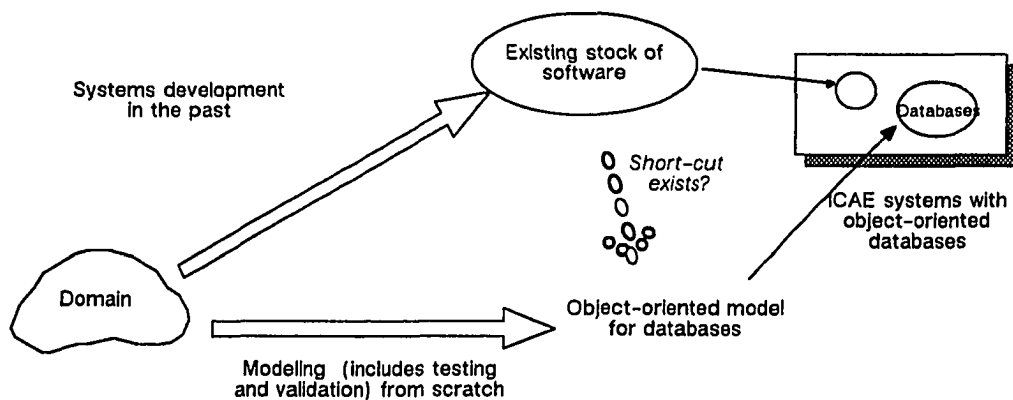 Existing stock of
software
Systems development
in the past
Databases
Short-cut
exists?
ICAE systems with
object-oriented
databases
Domain
Object-oriented model
for databases
Modeling (includes testing
and validation) from scratch